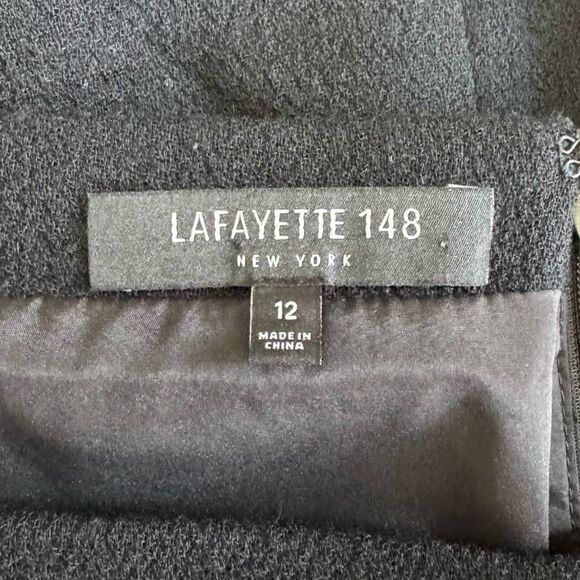 LAFAYETTE 148
NEW YORK
12
MADE IN
CHINA